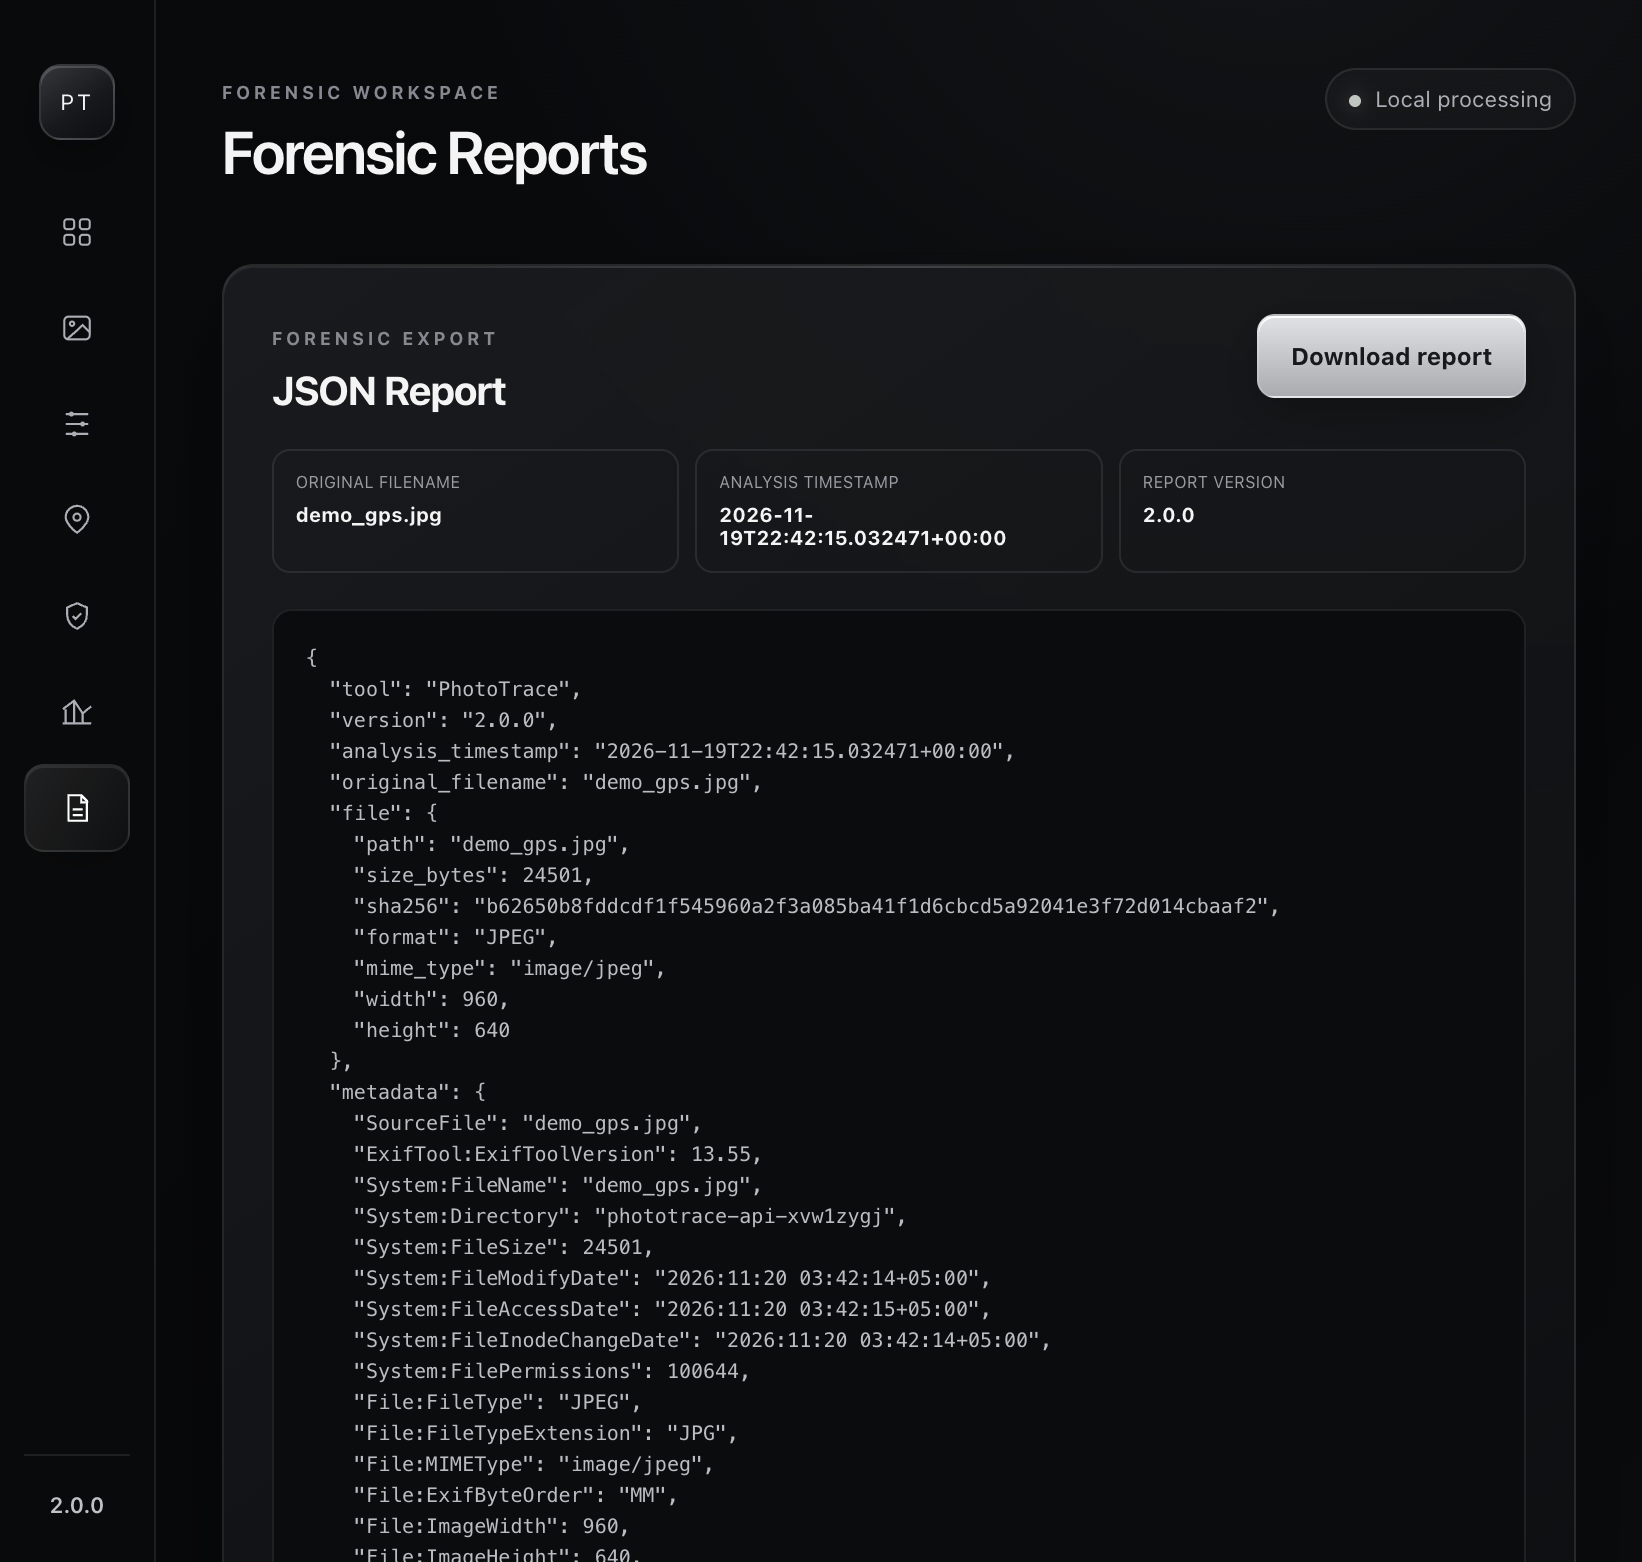 PT
FORENSIC WORKSPACE
Forensic Reports
Local processing
FORENSIC EXPORT
JSON Report
Download report
ORIGINAL FILENAME
demo_gps.jpg
ANALYSIS TIMESTAMP
2026-11-
19T22:42:15.032471+00:00
REPORT VERSION
2.0.0
{
"tool": "PhotoTrace",
"version": "2.0.0",
"analysis_timestamp": "2026-11-19T22:42:15.032471+00:00",
"original_filename": "demo_gps.jpg",
"file": {
"path": "demo_gps.jpg",
"size_bytes": 24501,
"sha256": "b62650b8fddcdf1f545960a2f3a085ba41f1d6cbcd5a92041e3f72d014cbaaf2",
"format": "JPEG",
"mime_type": "image/jpeg",
"width": 960,
"height": 640
},
"metadata": {
"SourceFile": "demo_gps.jpg",
"ExifTool:ExifToolVersion": 13.55,
"System:FileName": "demo_gps.jpg",
"System:Directory": "phototrace-api-xvw1zygj",
"System:FileSize": 24501,
"System:FileModifyDate": "2026:11:20 03:42:14+05:00",
"System:FileAccessDate": "2026:11:20 03:42:15+05:00",
"System:FileInodeChangeDate": "2026:11:20 03:42:14+05:00",
"System:FilePermissions": 100644,
"File:FileType": "JPEG",
"File:FileTypeExtension": "JPG",
"File:MIMEType": "image/jpeg",
"File:ExifByteOrder": "MM",
"File:ImageWidth": 960,
"File:ImageHeight": 640,
2.0.0